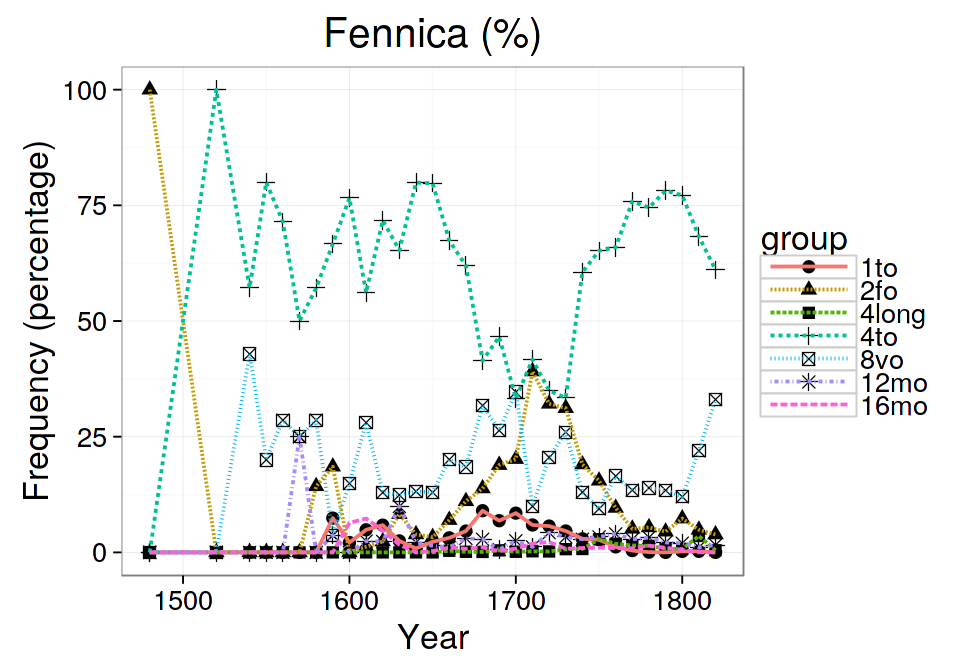 Fennica (%)
Frequency (percentage)
100
75
50
25
0
1500
1600
1700
1800
Year
group
1to
2fo
4long
4to
8vo
12mo
16mo